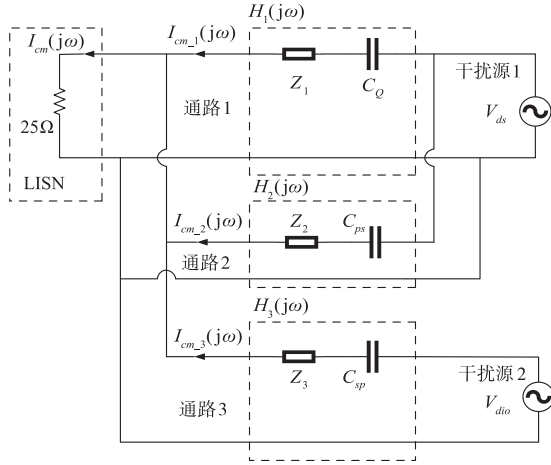 H₁(jω)
I_cm(jω)
I_cm_1(jω)
Z₁
C_Q
干扰源 1
V_ds
25Ω
通路1
LISN
H₂(jω)
I_cm_2(jω)
Z₂
C_ps
通路2
H₃(jω)
I_cm_3(jω)
Z₃
C_sp
干扰源 2
V_dio
通路3